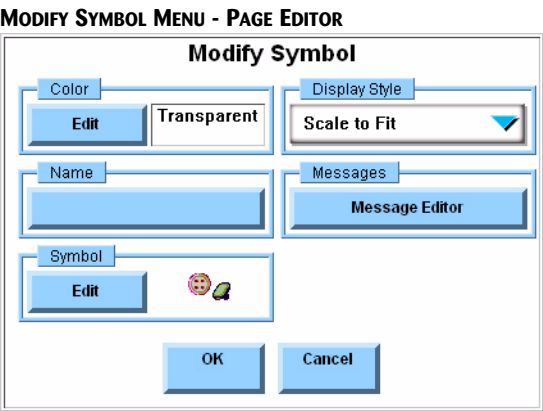 MODIFY SYMBOL MENU - PAGE EDITOR
Modify Symbol
Color
Edit
Transparent
Display Style
Scale to Fit
Name
Messages
Message Editor
Symbol
Edit
OK
Cancel